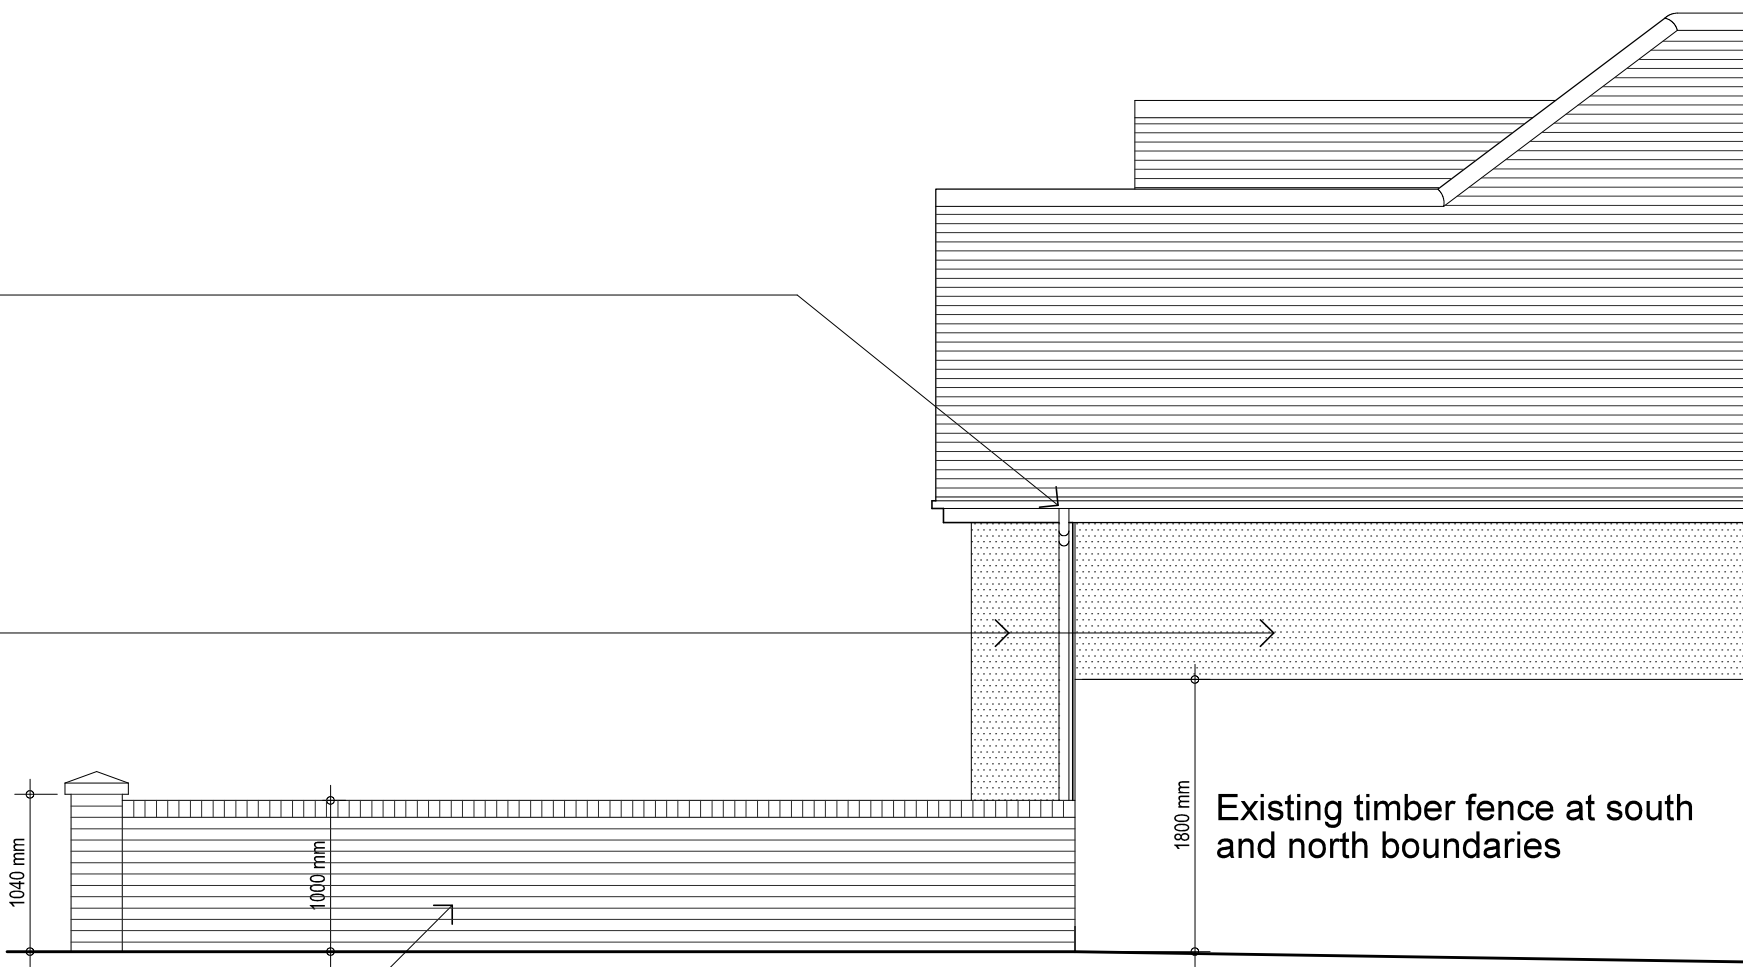 1040 mm
1000 mm
1800 mm
Existing timber fence at south
and north boundaries